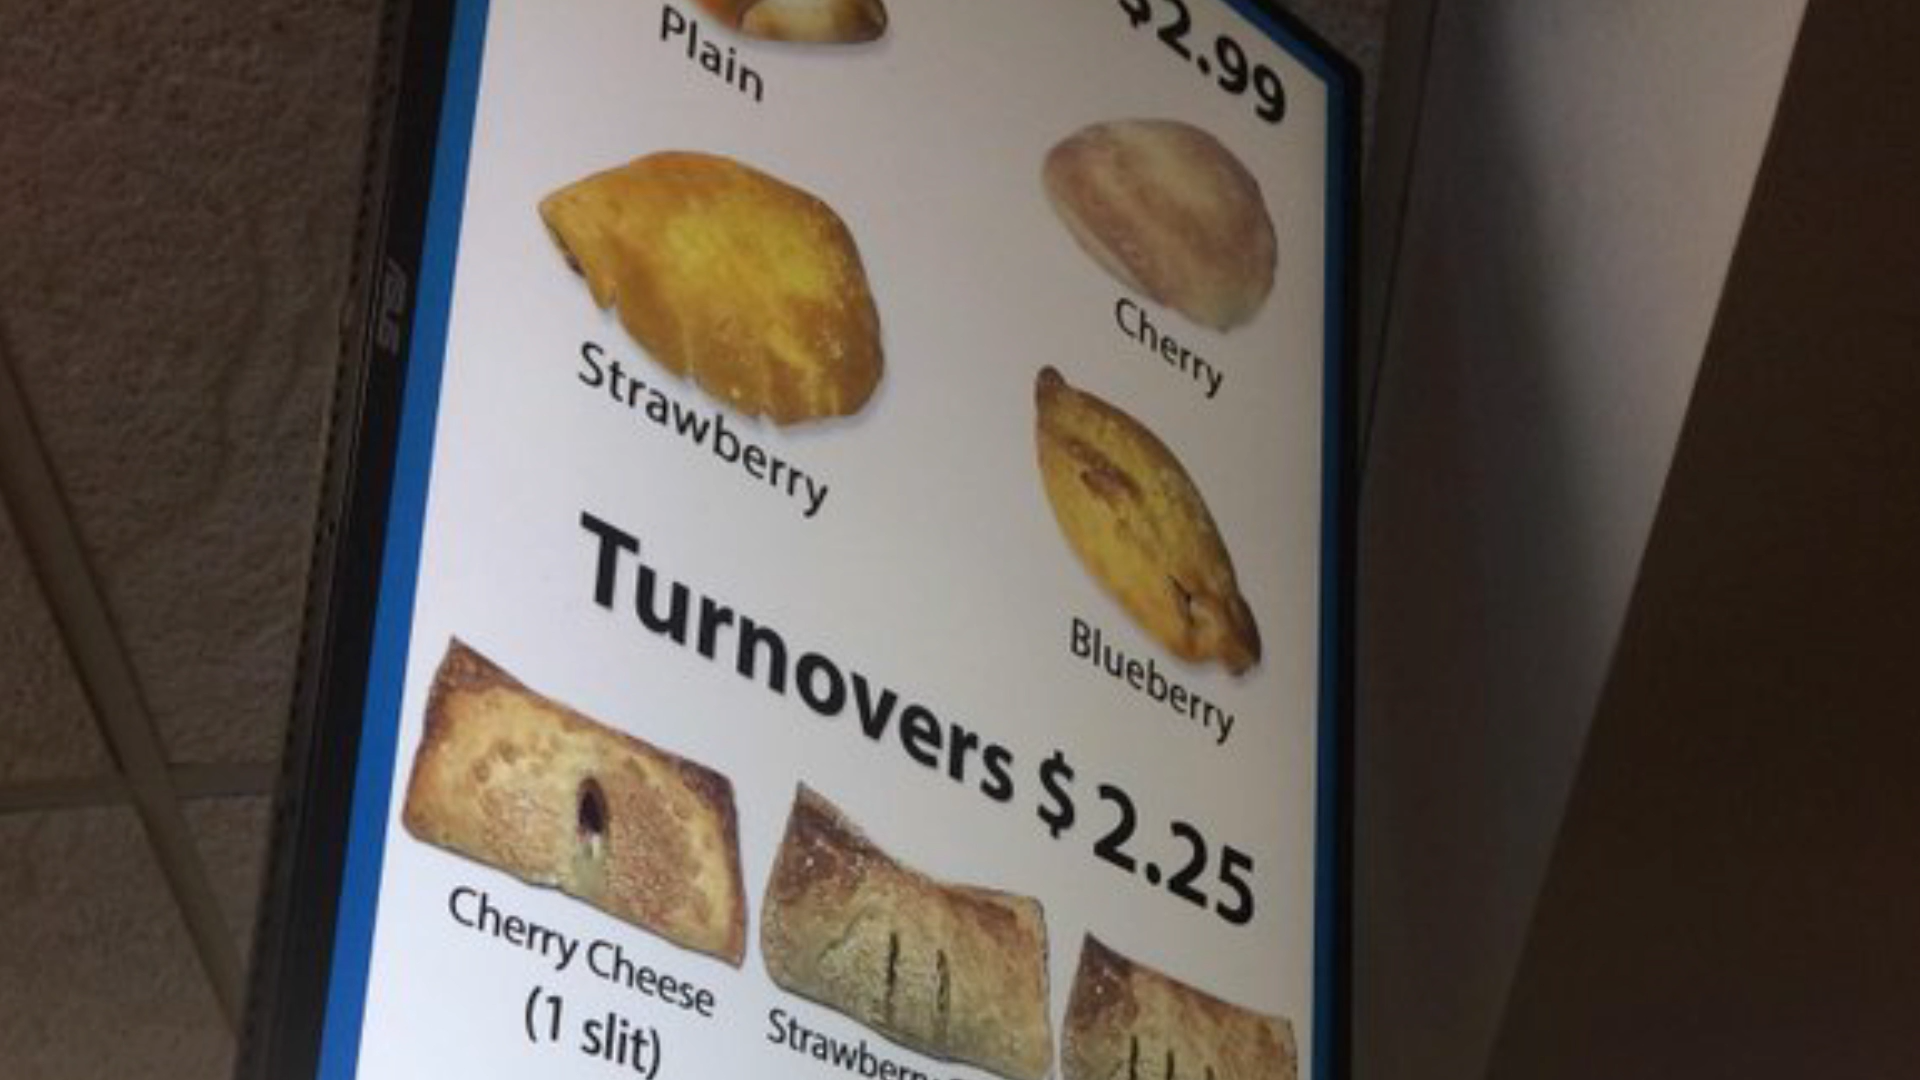 $2.99
Plain
Cherry
Strawberry
Blueberry
Turnovers $2.25
Cherry Cheese
(1 slit)
Strawberry